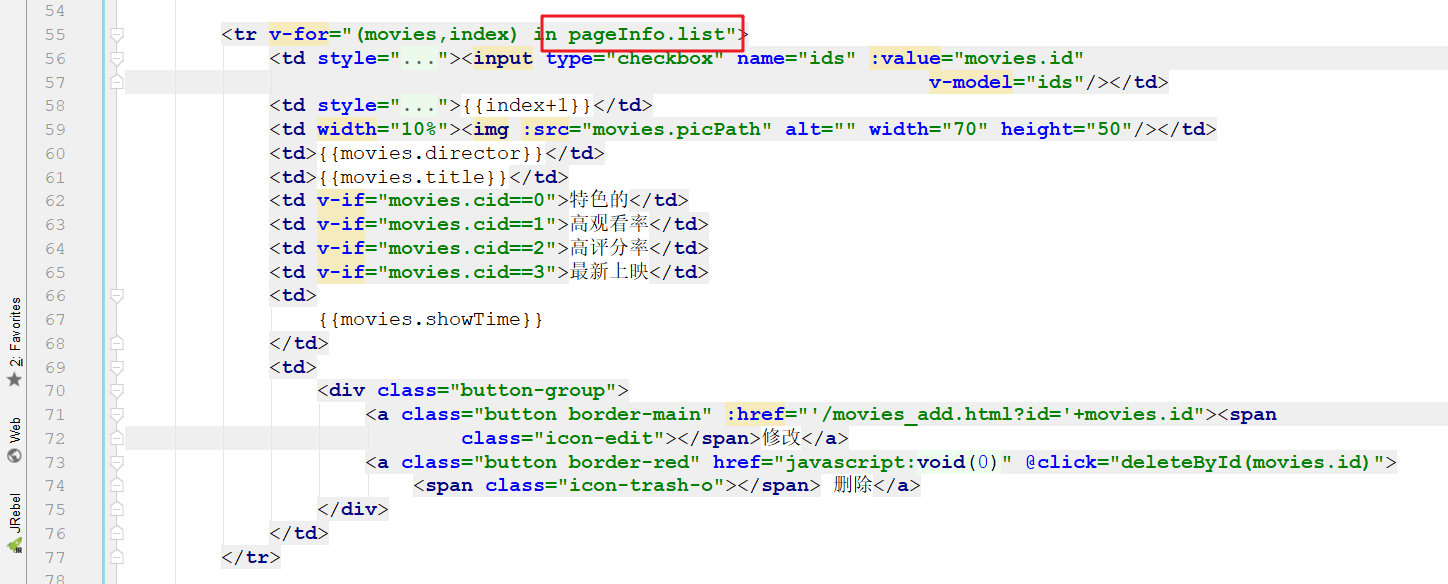 54
55 <tr v-for="(movies,index) in pageInfo.list">
56 <td style="..."><input type="checkbox" name="ids" :value="movies.id"
57 v-model="ids"/></td>
58 <td style="...">{{index+1}}</td>
59 <td width="10%"><img :src="movies.picPath" alt="" width="70" height="50"/></td>
60 <td>{{movies.director}}</td>
61 <td>{{movies.title}}</td>
62 <td v-if="movies.cid==0">特色的</td>
63 <td v-if="movies.cid==1">高观看率</td>
64 <td v-if="movies.cid==2">高评分率</td>
65 <td v-if="movies.cid==3">最新上映</td>
66 <td>
67 {{movies.showTime}}
68 </td>
69 <td>
70 <div class="button-group">
71 <a class="button border-main" :href="'/movies_add.html?id='+movies.id"><span
72 class="icon-edit"></span>修改</a>
73 <a class="button border-red" href="javascript:void(0)" @click="deleteById(movies.id)">
74 <span class="icon-trash-o"></span> 删除</a>
75 </div>
76 </td>
77 </tr>
78
2: Favorites
Web
JRebel
JR